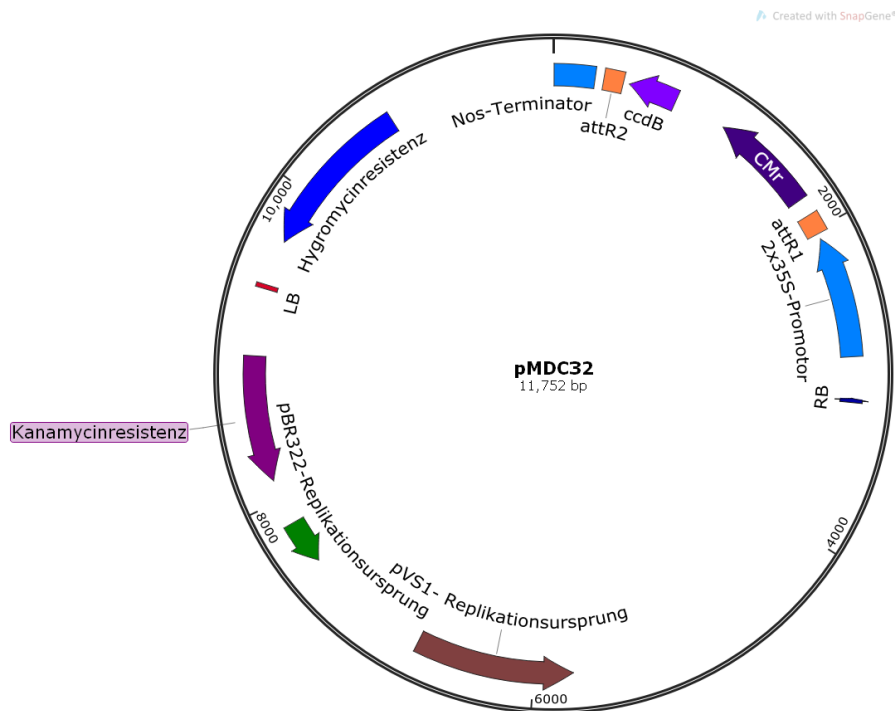 Created with SnapGene®
Nos-Terminator
attR2
ccdB
CMr
2000
attR1
2x35S-Promotor
RB
4000
pMDC32
11,752 bp
Hygromycinresistenz
10,000
LB
Kanamycinresistenz
pBR322-Replikationsursprung
8000
pVS1- Replikationsursprung
6000